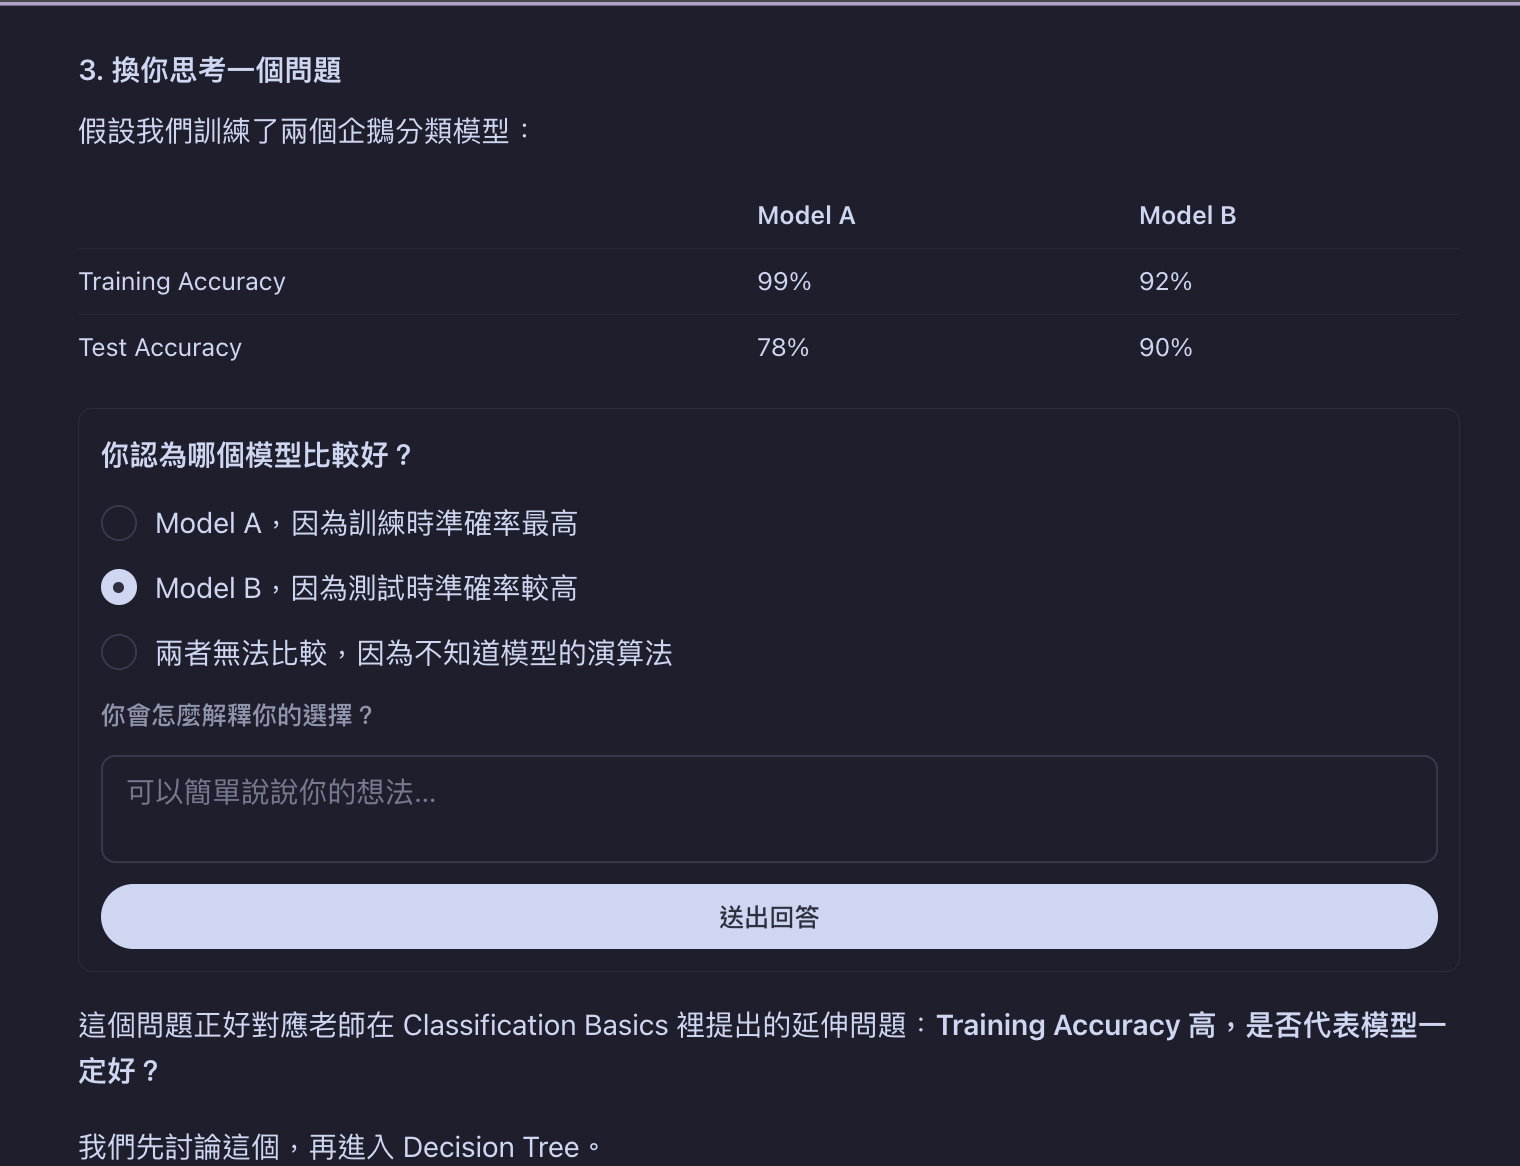 3. 換你思考一個問題
假設我們訓練了兩個企鵝分類模型：
Model A Model B
Training Accuracy 99% 92%
Test Accuracy 78% 90%
你認為哪個模型比較好？
Model A，因為訓練時準確率最高
Model B，因為測試時準確率較高
兩者無法比較，因為不知道模型的演算法
你會怎麼解釋你的選擇？
可以簡單說說你的想法...
送出回答
這個問題正好對應老師在 Classification Basics 裡提出的延伸問題：Training Accuracy 高，是否代表模型一
定好？
我們先討論這個，再進入 Decision Tree。